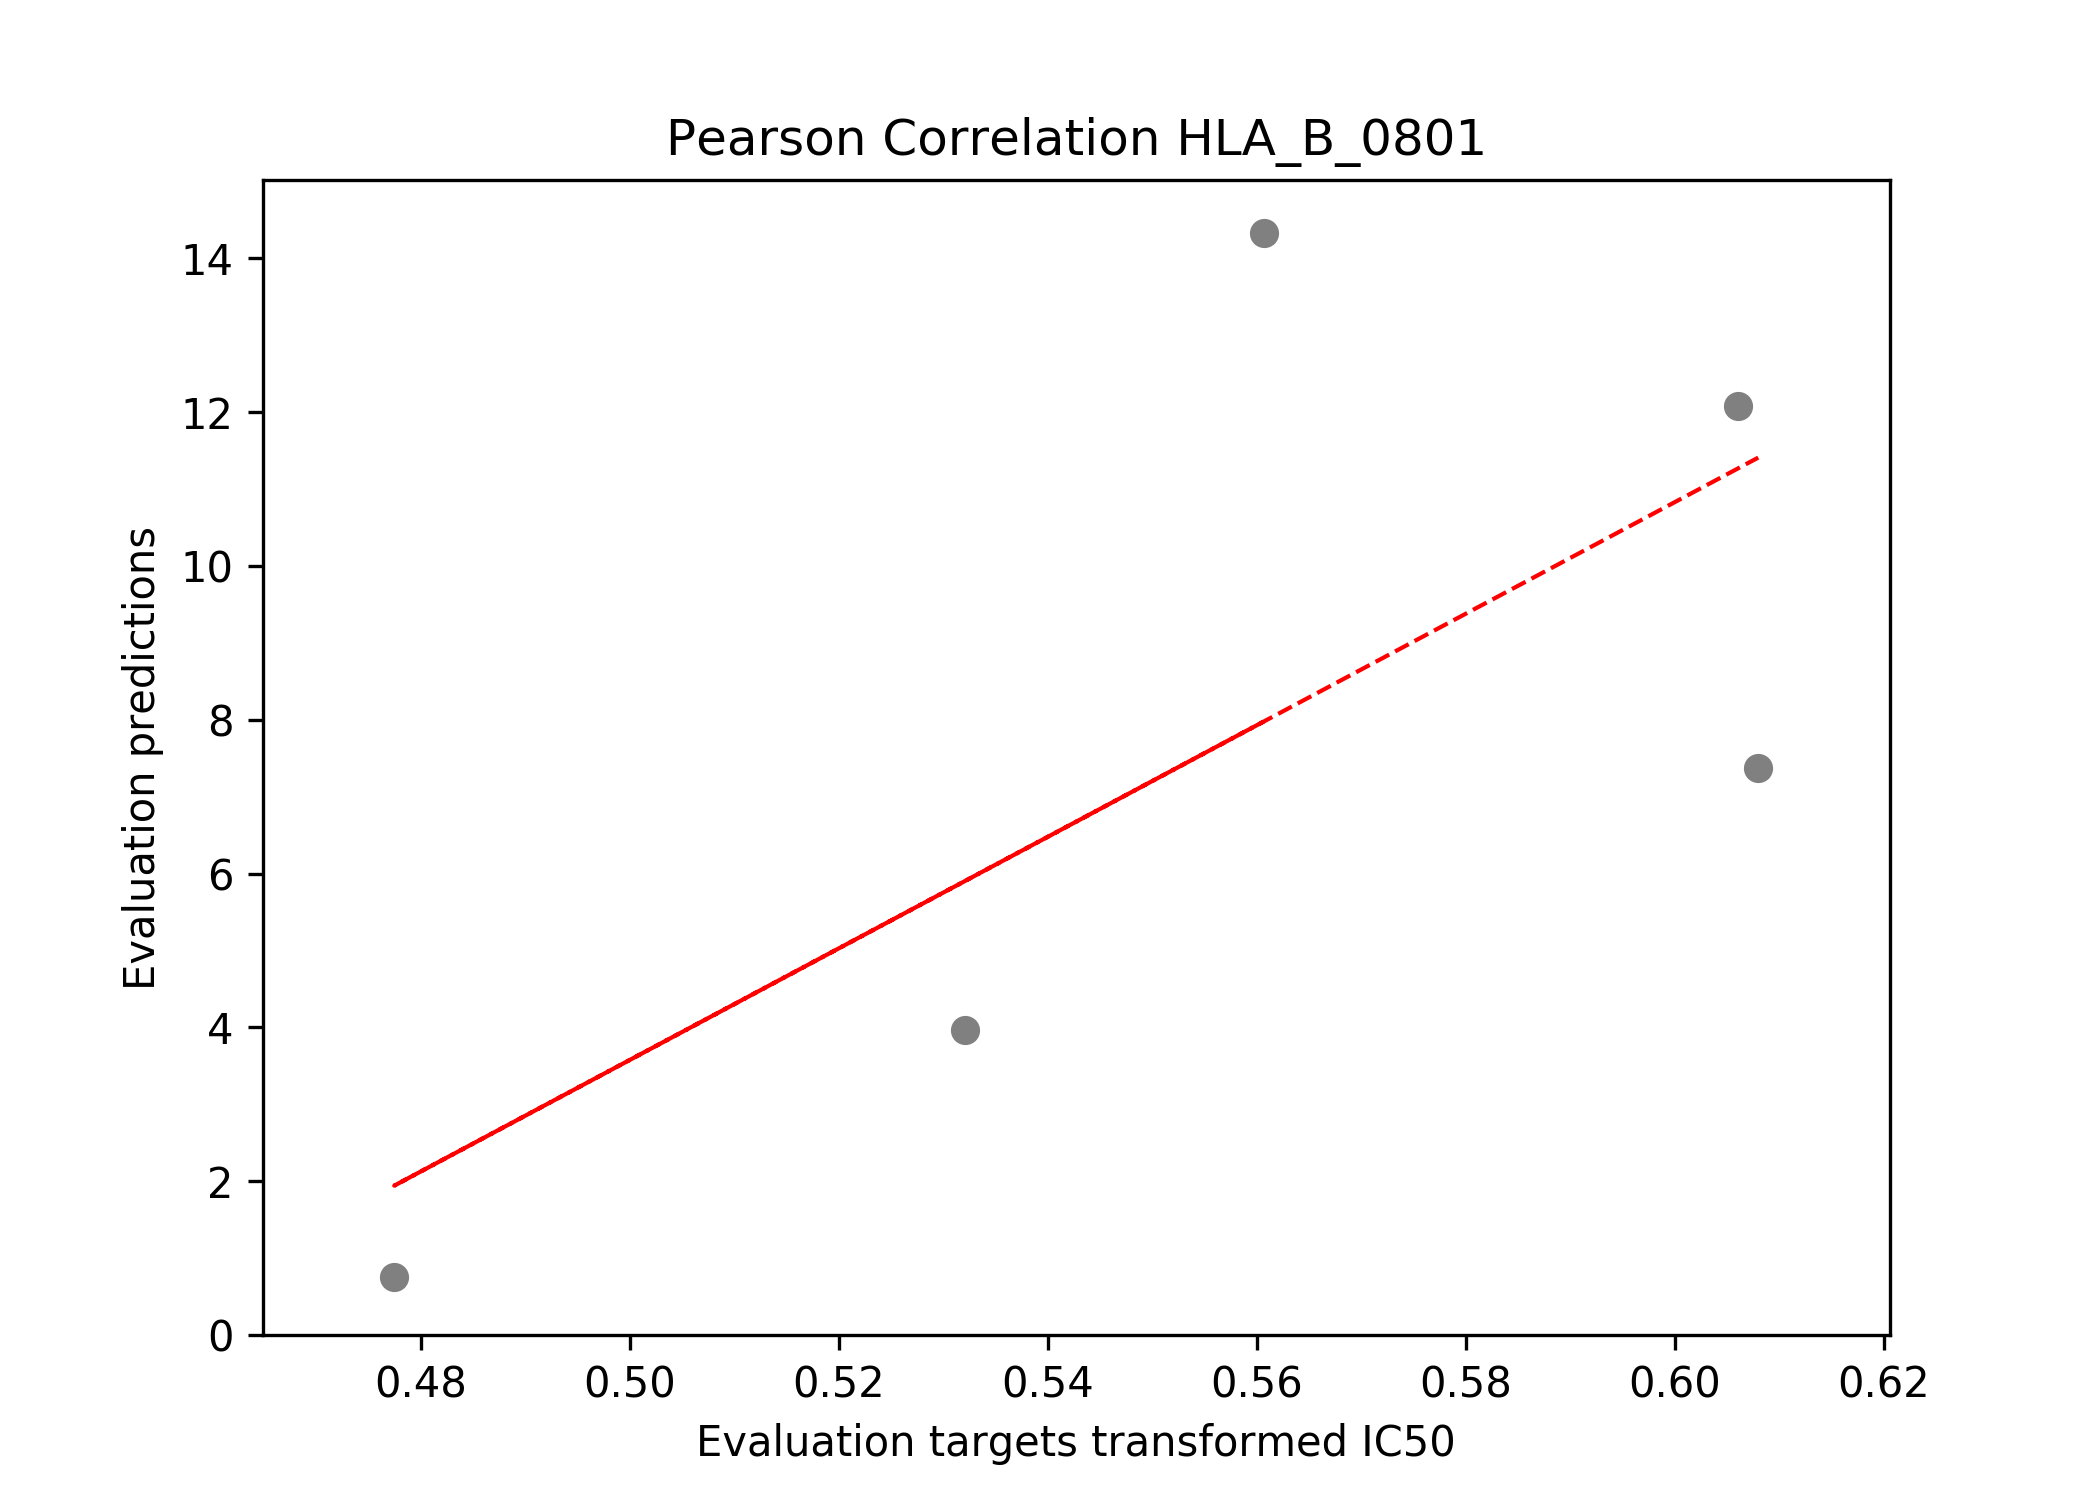 Pearson Correlation HLA_B_0801
14
12
10
8
6
4
2
0
Evaluation predictions
0.48 0.50 0.52 0.54 0.56 0.58 0.60 0.62
Evaluation targets transformed IC50